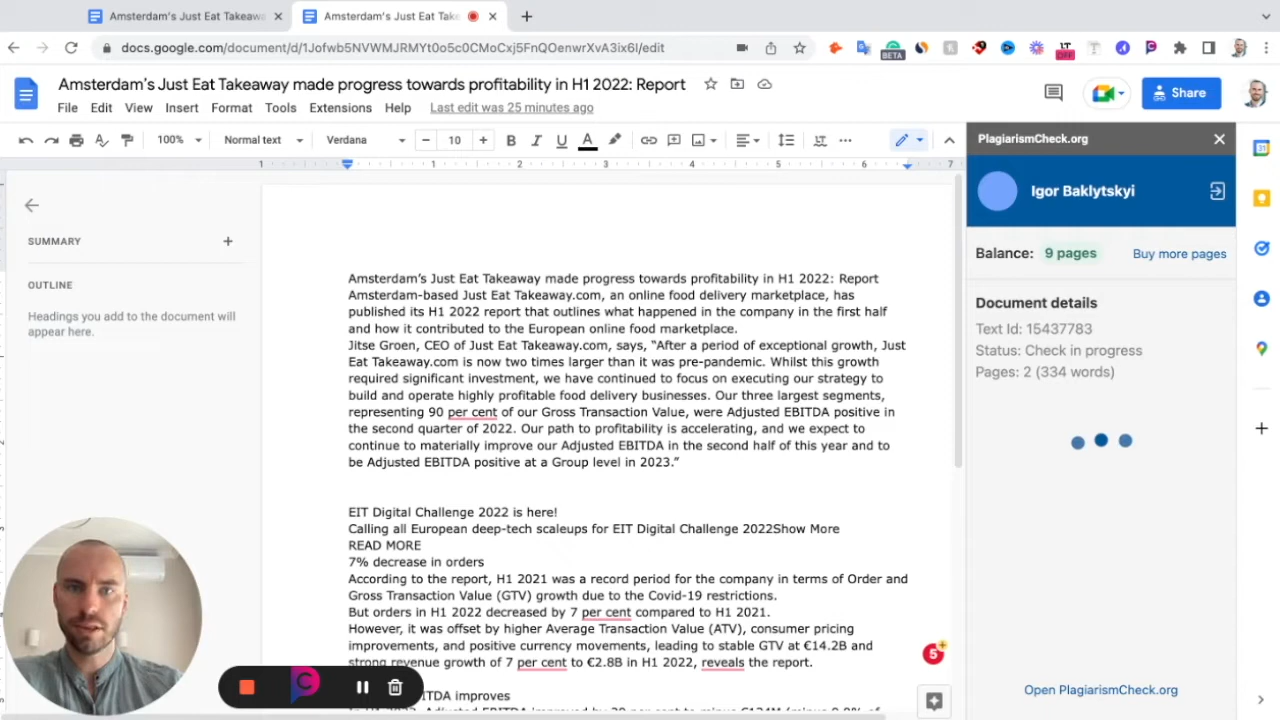 Amsterdam's Just Eat Takeaw
Amsterdam's Just Eat Take
docs.google.com/document/d/1Jofwb5NVWMJRMYt0o5c0CMoCxj5FnQOenwrXvA3ix6I/edit
BETA
LT
OFF
Amsterdam's Just Eat Takeaway made progress towards profitability in H1 2022: Report
File Edit View Insert Format Tools Extensions Help Last edit was 25 minutes ago
Share
100% Normal text Verdana − 10 + B I U A
1 1 2 3 4 5 6 7
PlagiarismCheck.org
Igor Baklytskyi
Balance: 9 pages Buy more pages
Document details
Text Id: 15437783
Status: Check in progress
Pages: 2 (334 words)
Open PlagiarismCheck.org
SUMMARY
OUTLINE
Headings you add to the document will
appear here.
Amsterdam's Just Eat Takeaway made progress towards profitability in H1 2022: Report
Amsterdam-based Just Eat Takeaway.com, an online food delivery marketplace, has
published its H1 2022 report that outlines what happened in the company in the first half
and how it contributed to the European online food marketplace.
Jitse Groen, CEO of Just Eat Takeaway.com, says, “After a period of exceptional growth, Just
Eat Takeaway.com is now two times larger than it was pre-pandemic. Whilst this growth
required significant investment, we have continued to focus on executing our strategy to
build and operate highly profitable food delivery businesses. Our three largest segments,
representing 90 per cent of our Gross Transaction Value, were Adjusted EBITDA positive in
the second quarter of 2022. Our path to profitability is accelerating, and we expect to
continue to materially improve our Adjusted EBITDA in the second half of this year and to
be Adjusted EBITDA positive at a Group level in 2023.”
EIT Digital Challenge 2022 is here!
Calling all European deep-tech scaleups for EIT Digital Challenge 2022Show More
READ MORE
7% decrease in orders
According to the report, H1 2021 was a record period for the company in terms of Order and
Gross Transaction Value (GTV) growth due to the Covid-19 restrictions.
But orders in H1 2022 decreased by 7 per cent compared to H1 2021.
However, it was offset by higher Average Transaction Value (ATV), consumer pricing
improvements, and positive currency movements, leading to stable GTV at €14.2B and
strong revenue growth of 7 per cent to €2.8B in H1 2022, reveals the report.
improves
5